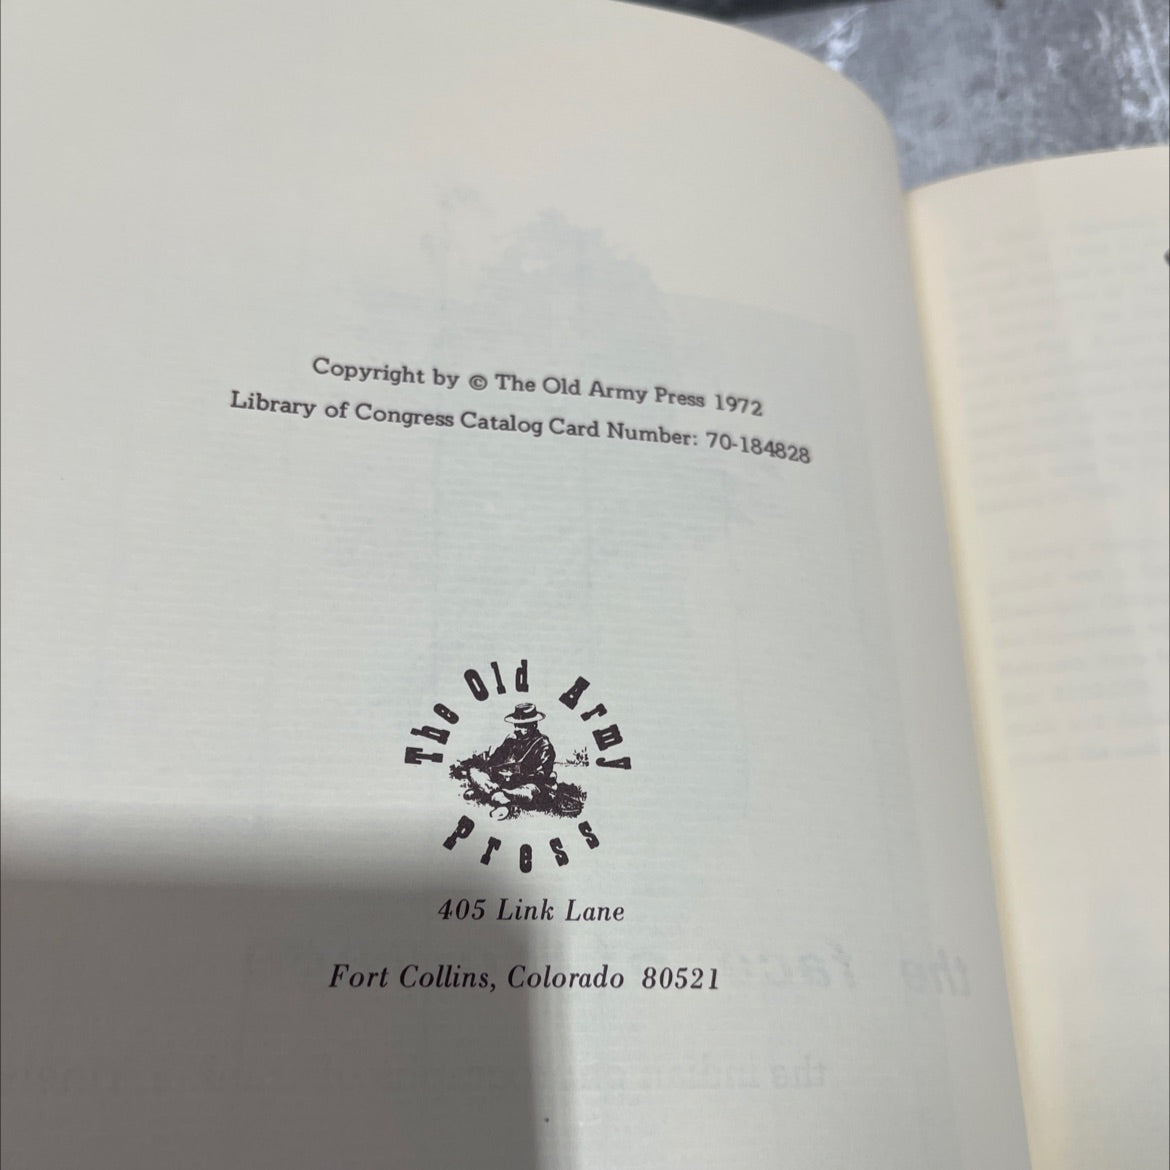 Copyright by © The Old Army Press 1972
Library of Congress Catalog Card Number: 70-184828
The Old Army
Press
405 Link Lane
Fort Collins, Colorado 80521